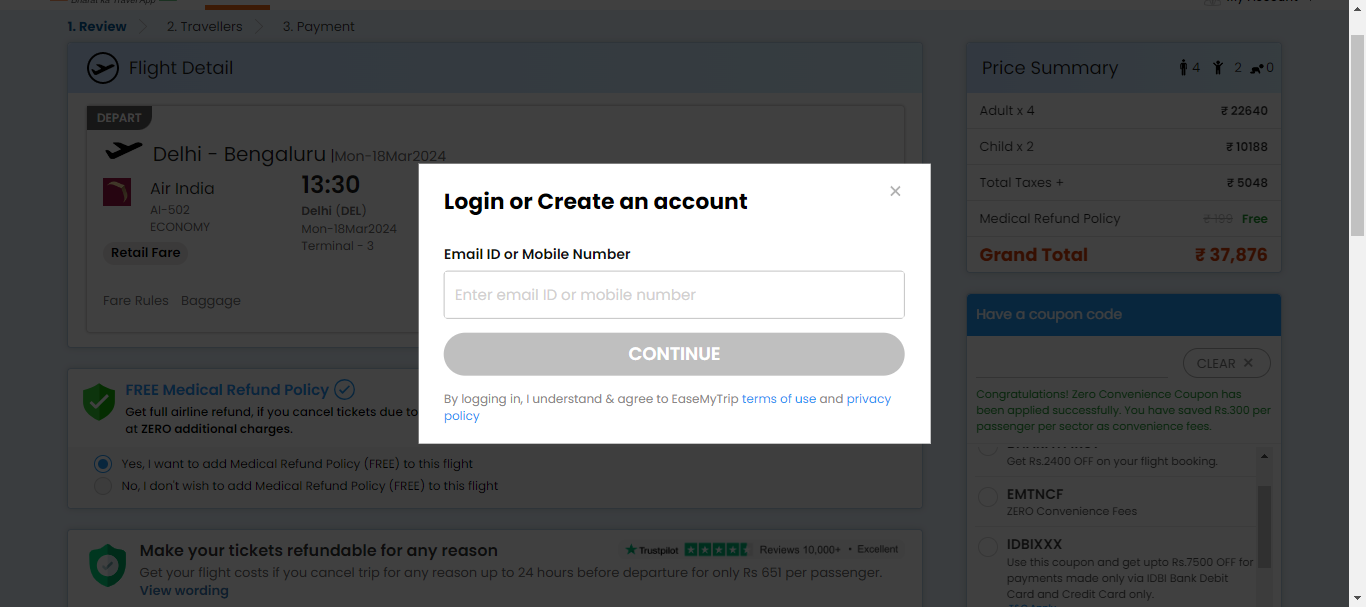 1. Review 2. Travellers 3. Payment
Flight Detail
DEPART
Delhi - Bengaluru |Mon-18Mar2024
Air India
AI-502
ECONOMY
Retail Fare
13:30
Delhi (DEL)
Mon-18Mar2024
Terminal - 3
Fare Rules Baggage
FREE Medical Refund Policy
Get full airline refund, if you cancel tickets due to
at ZERO additional charges.
Yes, I want to add Medical Refund Policy (FREE) to this flight
No, I don't wish to add Medical Refund Policy (FREE) to this flight
Make your tickets refundable for any reason
Trustpilot Reviews 10,000+ • Excellent
Get your flight costs if you cancel trip for any reason up to 24 hours before departure for only Rs 651 per passenger.
View wording
Login or Create an account ×
Email ID or Mobile Number
Enter email ID or mobile number
CONTINUE
By logging in, I understand & agree to EaseMyTrip terms of use and privacy
policy
Price Summary 4 2 0
Adult x 4 ₹ 22640
Child x 2 ₹ 10188
Total Taxes + ₹ 5048
Medical Refund Policy ₹ 199 Free
Grand Total ₹ 37,876
Have a coupon code
CLEAR ×
Congratulations! Zero Convenience Coupon has
been applied successfully. You have saved Rs.300 per
passenger per sector as convenience fees.
Get Rs.2400 OFF on your flight booking.
EMTNCF
ZERO Convenience Fees
IDBIXXX
Use this coupon and get upto Rs.7500 OFF for
payments made only via IDBI Bank Debit
Card and Credit Card only.